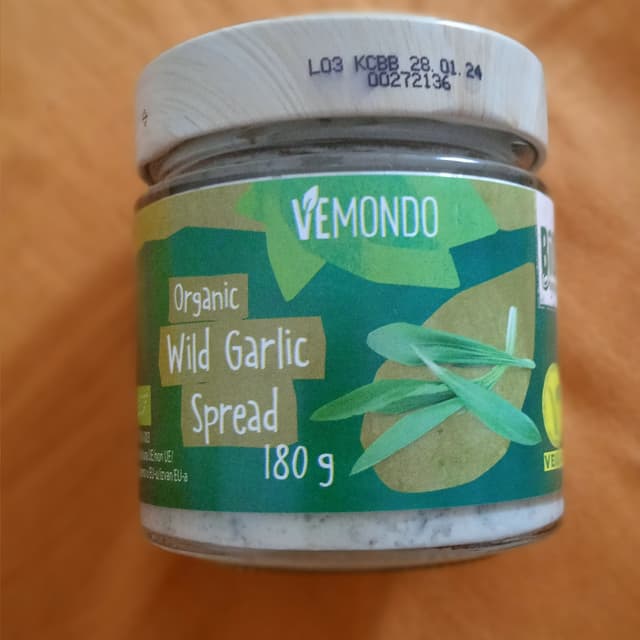 L03 KCBB 28.01.24
00272136
VEMONDO
Organic
Wild Garlic
Spread
180 g